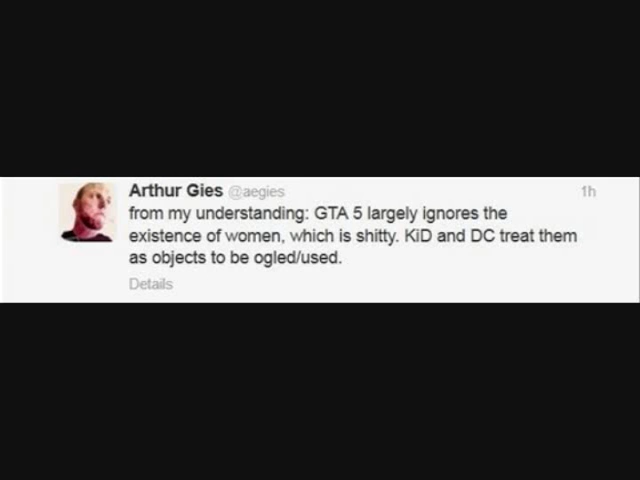 Arthur Gies @aegies 1h
from my understanding: GTA 5 largely ignores the
existence of women, which is shitty. KiD and DC treat them
as objects to be ogled/used.
Details